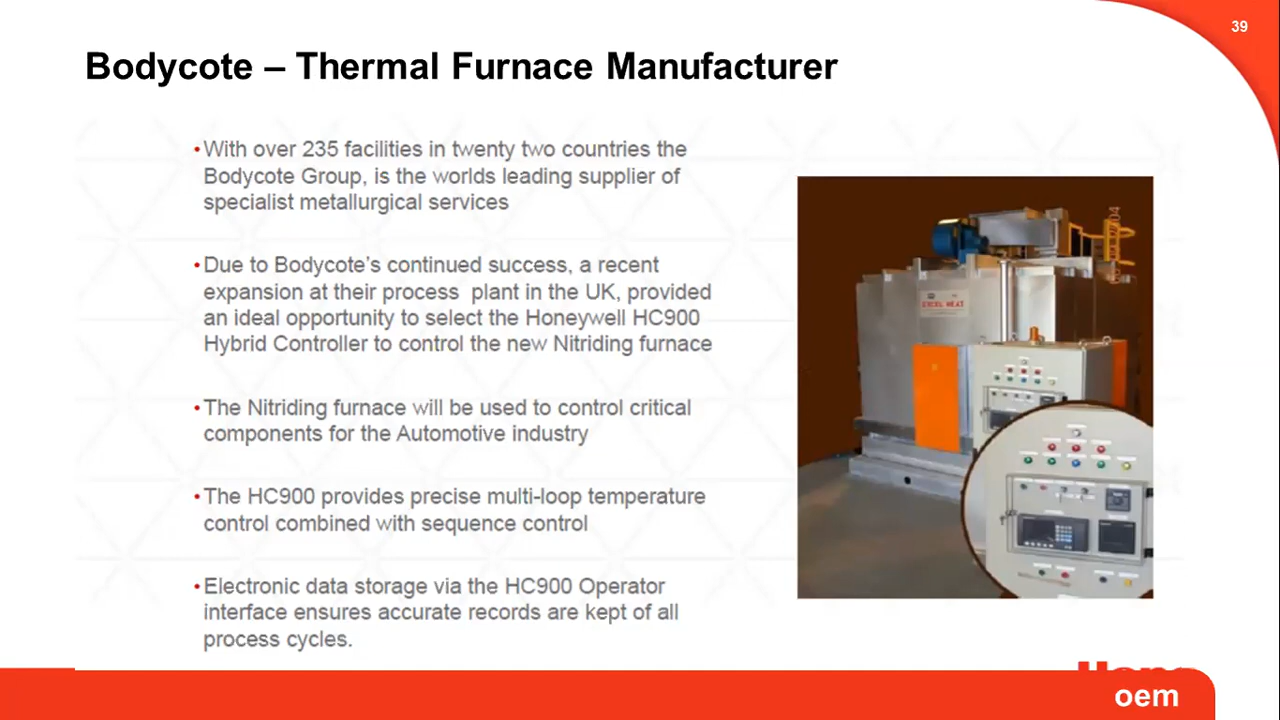 39
Bodycote – Thermal Furnace Manufacturer
•With over 235 facilities in twenty two countries the
Bodycote Group, is the worlds leading supplier of
specialist metallurgical services
•Due to Bodycote's continued success, a recent
expansion at their process  plant in the UK, provided
an ideal opportunity to select the Honeywell HC900
Hybrid Controller to control the new Nitriding furnace
•The Nitriding furnace will be used to control critical
components for the Automotive industry
•The HC900 provides precise multi-loop temperature
control combined with sequence control
•Electronic data storage via the HC900 Operator
interface ensures accurate records are kept of all
process cycles.
EXCEL HEAT
oem